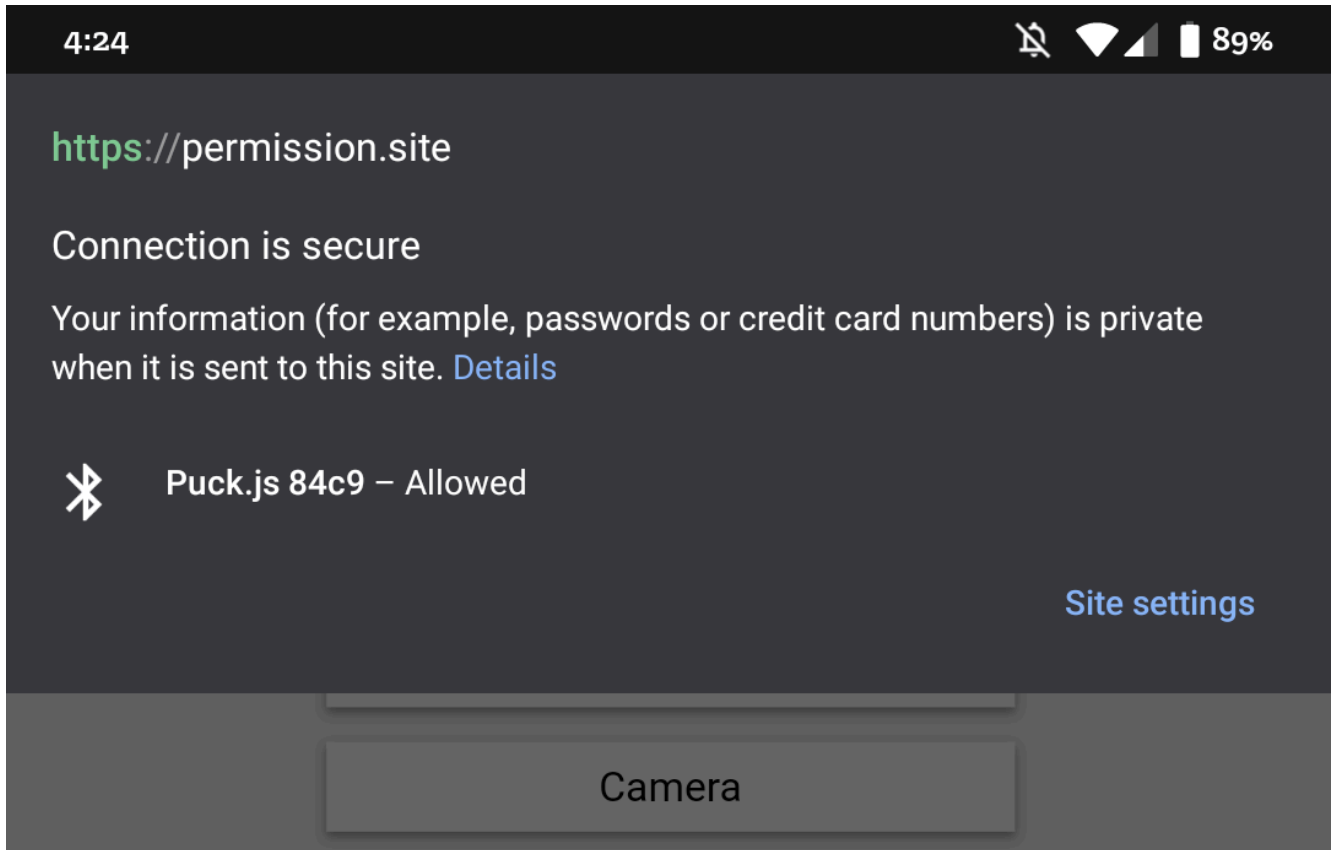 4:24 89%
https://permission.site
Connection is secure
Your information (for example, passwords or credit card numbers) is private
when it is sent to this site. Details
Puck.js 84c9 – Allowed
Site settings
Camera